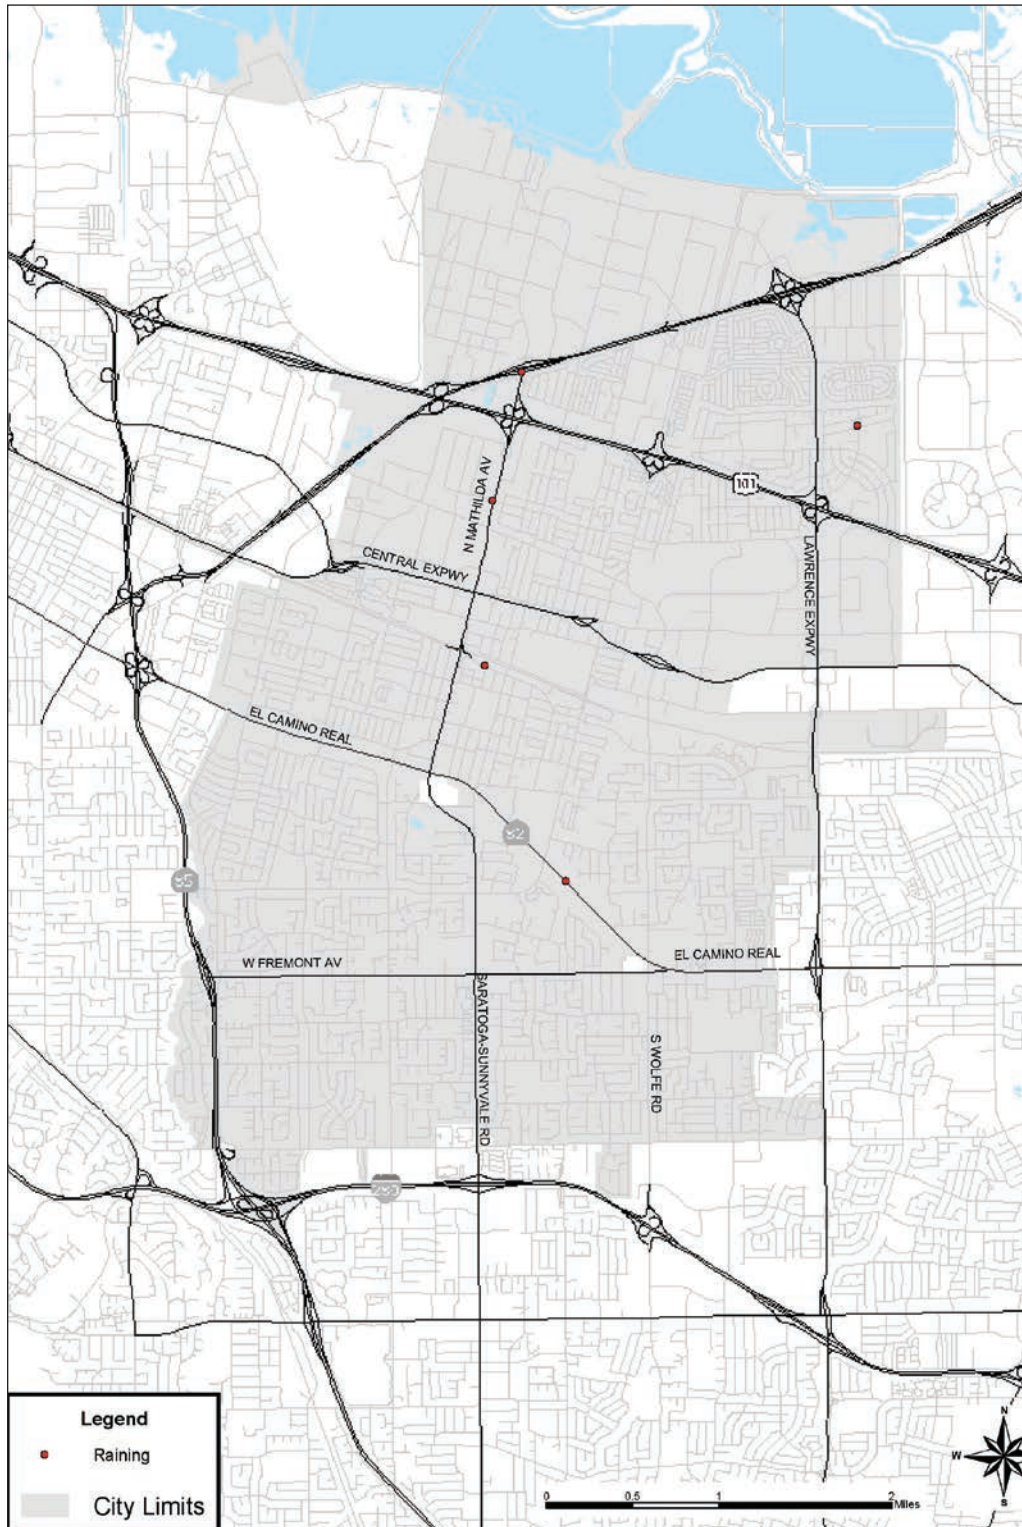 101
N MATHILDA AV
CENTRAL EXPWY
LAWRENCE EXPWY
EL CAMINO REAL
82
85
W FREMONT AV
EL CAMINO REAL
SARATOGA-SUNNYVALE RD
S WOLFE RD
Legend
Raining
City Limits
N
W
S
0 0.5 1 2
Miles